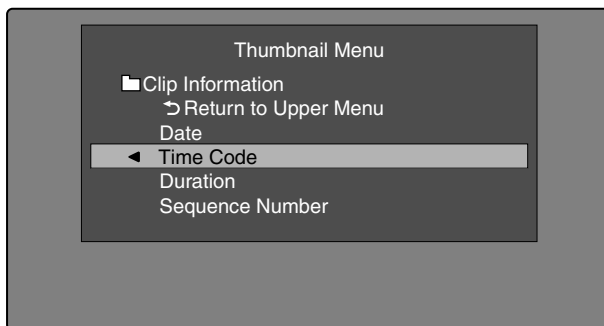 Thumbnail Menu
Clip Information
Return to Upper Menu
Date
Time Code
Duration
Sequence Number